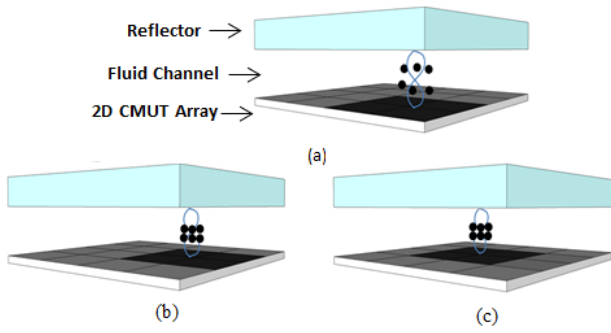 Reflector
Fluid Channel
2D CMUT Array
(a)
(b)
(c)